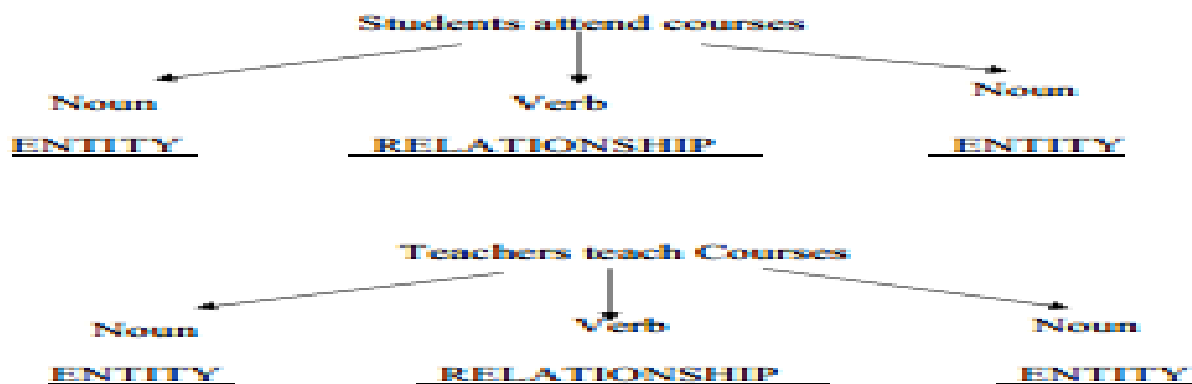 Students attend courses
Noun Verb Noun
ENTITY RELATIONSHIP ENTITY
Teachers teach Courses
Noun Verb Noun
ENTITY RELATIONSHIP ENTITY